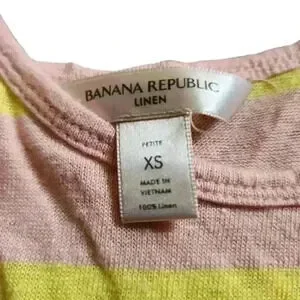 BANANA REPUBLIC
LINEN
PETITE
XS
MADE IN
VIETNAM
100% Linen